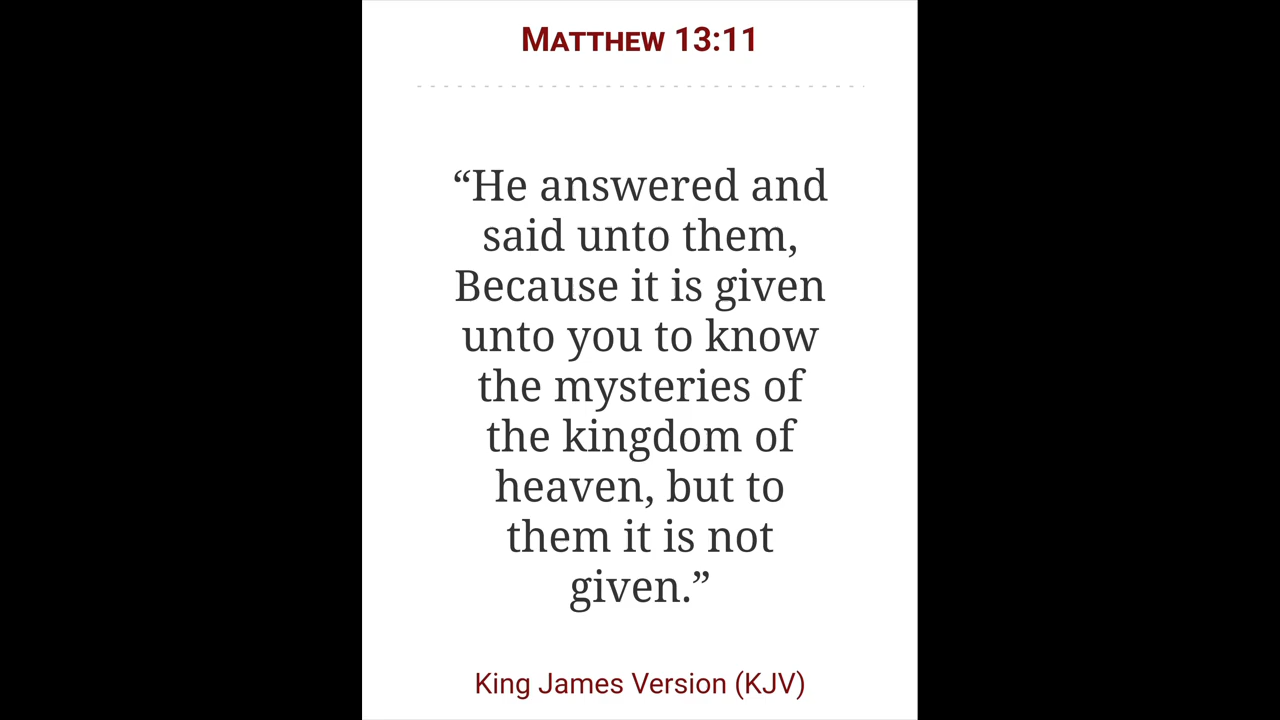 Matthew 13:11
“He answered and
said unto them,
Because it is given
unto you to know
the mysteries of
the kingdom of
heaven, but to
them it is not
given.”
King James Version (KJV)